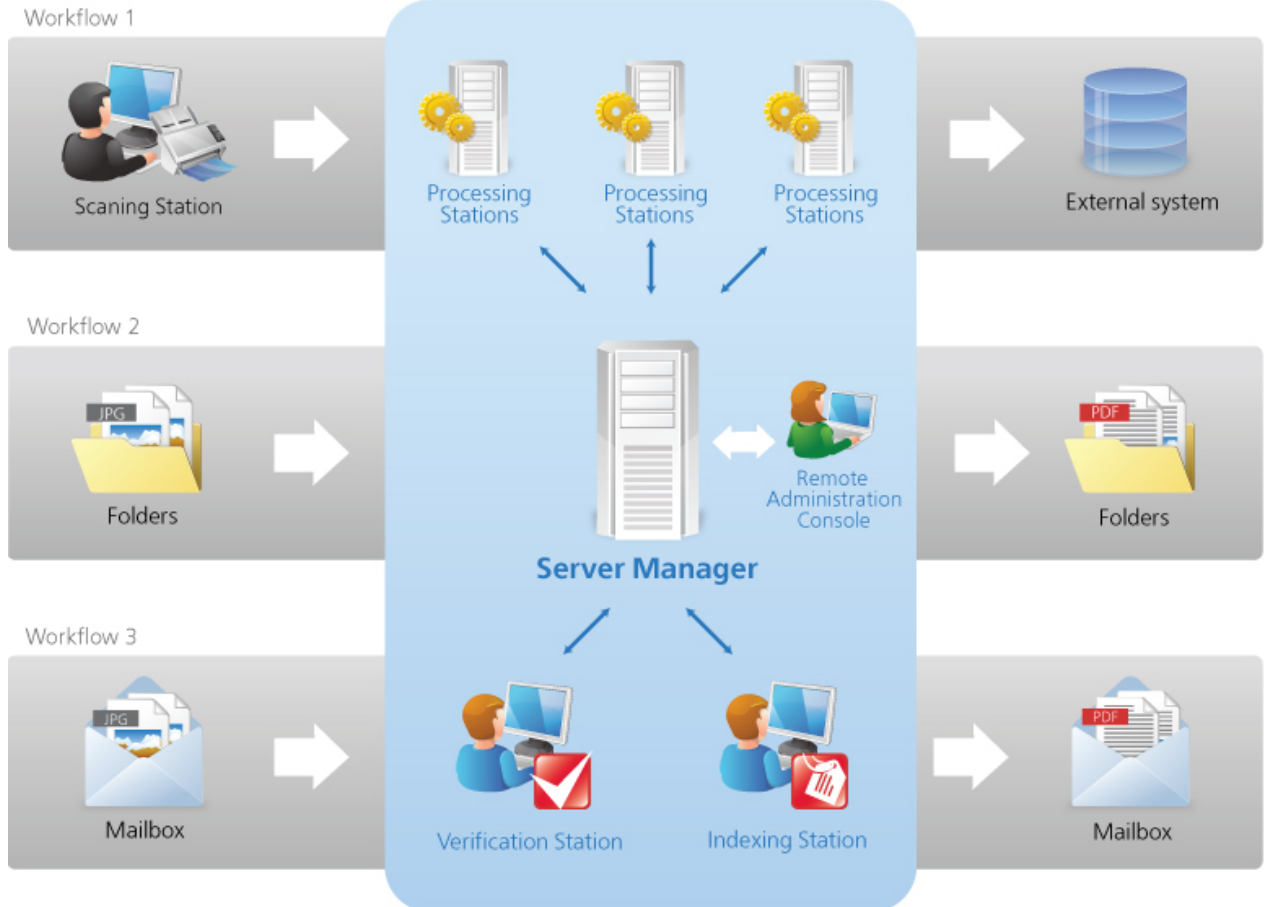 Workflow 1
Scaning Station
Processing
Stations
Processing
Stations
Processing
Stations
External system
Workflow 2
JPG
Folders
Server Manager
Remote
Administration
Console
PDF
Folders
Workflow 3
JPG
Mailbox
Verification Station
Indexing Station
PDF
Mailbox